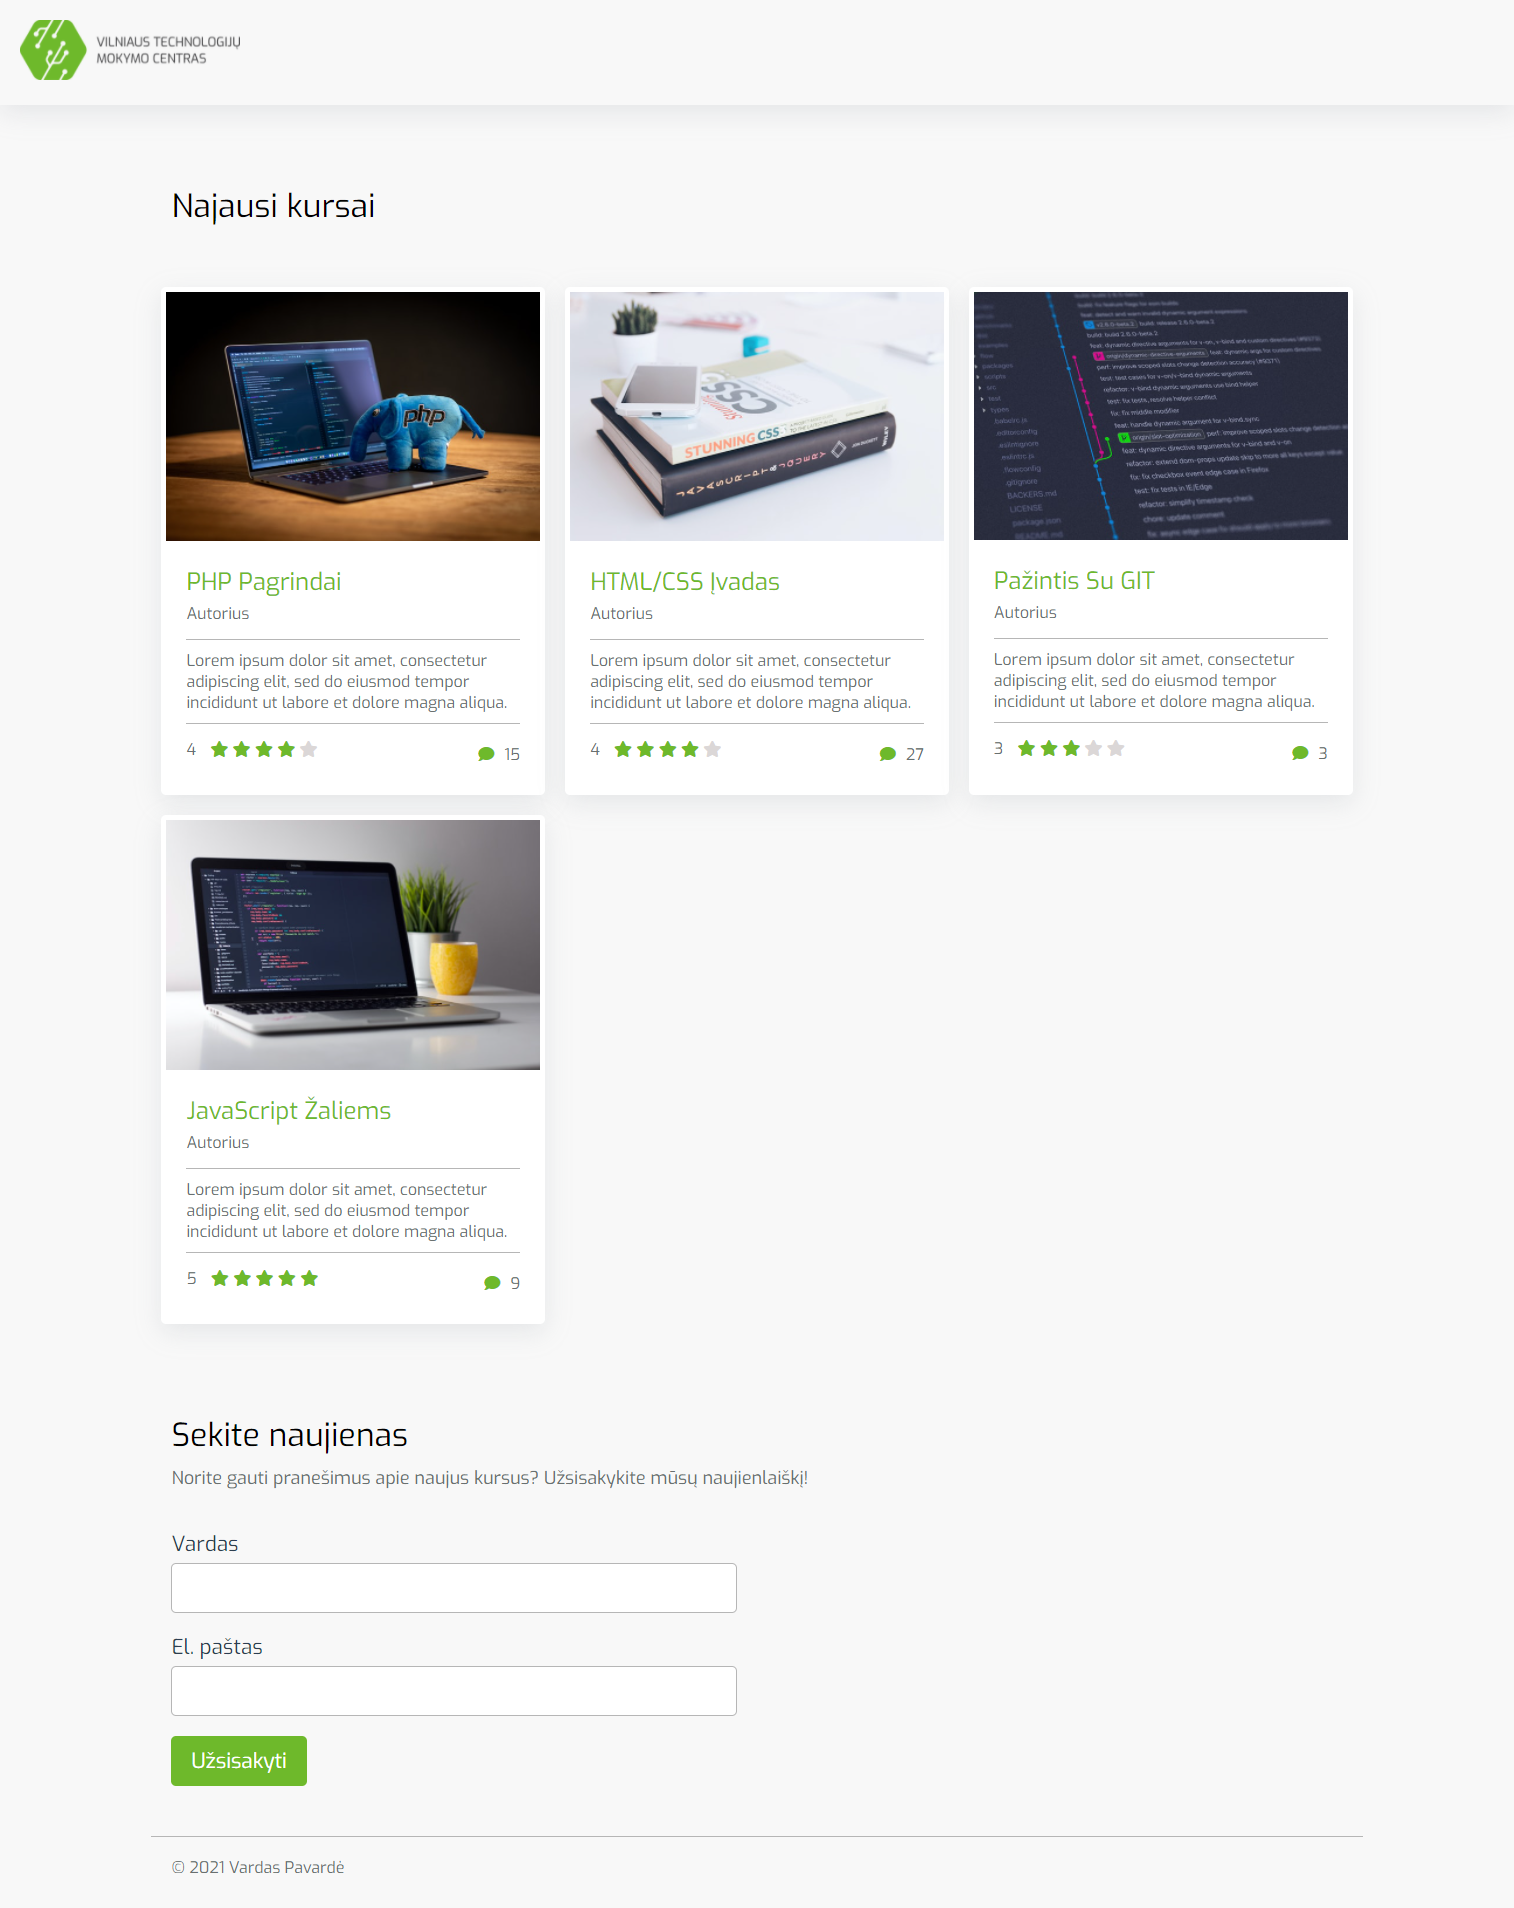 VILNIAUS TECHNOLOGIJŲ
MOKYMO CENTRAS
Najausi kursai
php
STUNNING CSS
JAVASCRIPT & JQUERY
WILEY
PHP Pagrindai
Autorius
Lorem ipsum dolor sit amet, consectetur
adipiscing elit, sed do eiusmod tempor
incididunt ut labore et dolore magna aliqua.
4
15
HTML/CSS Įvadas
Autorius
Lorem ipsum dolor sit amet, consectetur
adipiscing elit, sed do eiusmod tempor
incididunt ut labore et dolore magna aliqua.
4
27
Pažintis Su GIT
Autorius
Lorem ipsum dolor sit amet, consectetur
adipiscing elit, sed do eiusmod tempor
incididunt ut labore et dolore magna aliqua.
3
3
JavaScript Žaliems
Autorius
Lorem ipsum dolor sit amet, consectetur
adipiscing elit, sed do eiusmod tempor
incididunt ut labore et dolore magna aliqua.
5
9
Sekite naujienas
Norite gauti pranešimus apie naujus kursus? Užsisakykite mūsų naujienlaiškį!
Vardas
El. paštas
Užsisakyti
© 2021 Vardas Pavardė